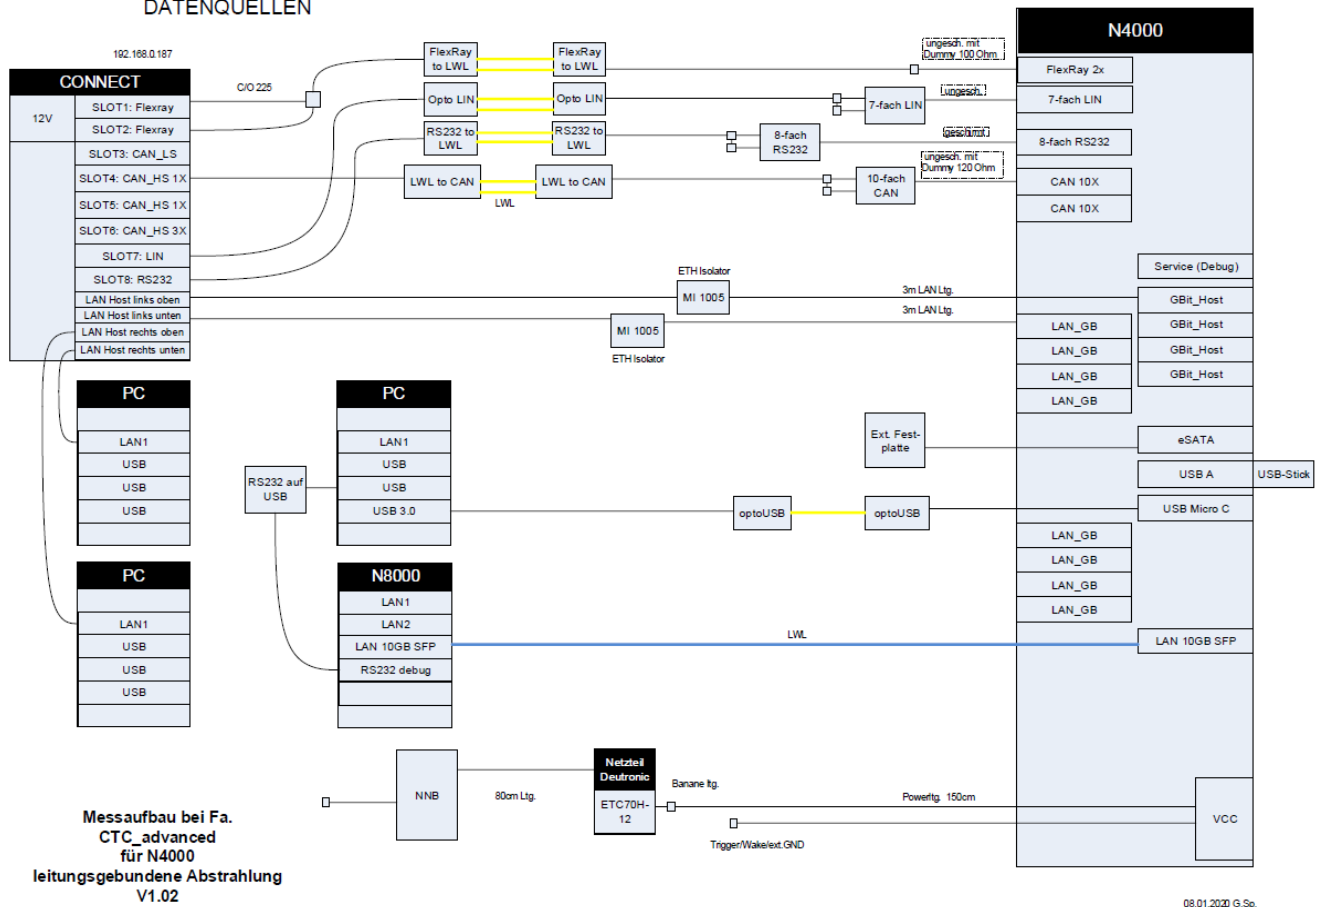 DATENQUELLEN
192.168.0.187
CONNECT
12V
SLOT1: Flexray
SLOT2: Flexray
SLOT3: CAN_LS
SLOT4: CAN_HS 1X
SLOT5: CAN_HS 1X
SLOT6: CAN_HS 3X
SLOT7: LIN
SLOT8: RS232
LAN Host links oben
LAN Host links unten
LAN Host rechts oben
LAN Host rechts unten
C/O 225
FlexRay
to LWL
FlexRay
to LWL
Opto LIN
Opto LIN
RS232 to
LWL
RS232 to
LWL
LWL to CAN
LWL to CAN
LWL
7-fach LIN
8-fach
RS232
10-fach
CAN
ungesch. mit
Dummy 100 Ohm
ungesch.
geschirmt
ungesch. mit
Dummy 120 Ohm
ETH Isolator
MI 1005
MI 1005
ETH Isolator
3m LAN Ltg.
3m LAN Ltg.
N4000
FlexRay 2x
7-fach LIN
8-fach RS232
CAN 10X
CAN 10X
Service (Debug)
GBit_Host
GBit_Host
GBit_Host
GBit_Host
LAN_GB
LAN_GB
LAN_GB
LAN_GB
eSATA
USB A
USB-Stick
USB Micro C
LAN_GB
LAN_GB
LAN_GB
LAN_GB
LAN 10GB SFP
VCC
PC
LAN1
USB
USB
USB
PC
LAN1
USB
USB
USB 3.0
RS232 auf
USB
Ext. Fest-
platte
optoUSB
optoUSB
PC
LAN1
USB
USB
USB
N8000
LAN1
LAN2
LAN 10GB SFP
RS232 debug
LWL
NNB
80cm Ltg.
Netzteil
Deutronic
ETC70H-
12
Banane ltg.
Powerltg. 150cm
Trigger/Wake/ext.GND
Messaufbau bei Fa.
CTC_advanced
für N4000
leitungsgebundene Abstrahlung
V1.02
08.01.2020 G.Sp.